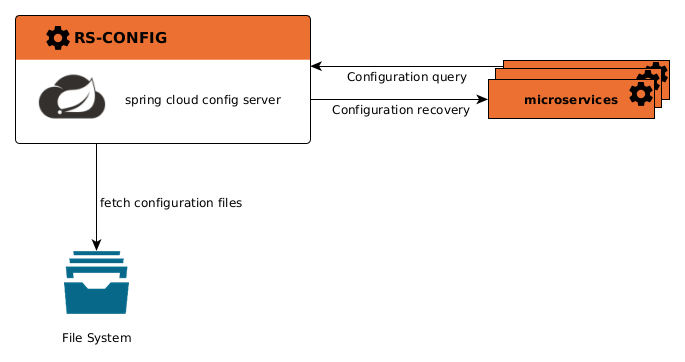 RS-CONFIG
spring cloud config server
Configuration query
Configuration recovery
microservices
fetch configuration files
File System